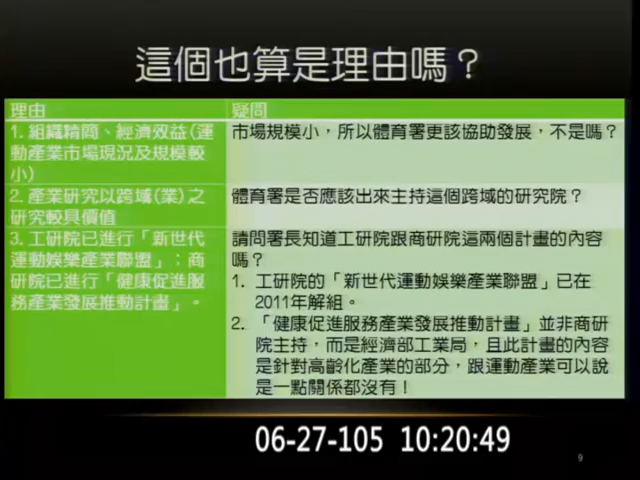 這個也算是理由嗎？
理由
疑問
1. 組織精簡、經濟效益(運
動產業市場現況及規模較
小)
市場規模小，所以體育署更該協助發展，不是嗎？
2. 產業研究以跨域(業)之
研究較具價值
體育署是否應該出來主持這個跨域的研究院？
3. 工研院已進行「新世代
運動娛樂產業聯盟」；商
研院已進行「健康促進服
務產業發展推動計畫」。
請問署長知道工研院跟商研院這兩個計畫的內容
嗎？
1. 工研院的「新世代運動娛樂產業聯盟」已在
2011年解組。
2. 「健康促進服務產業發展推動計畫」並非商研
院主持，而是經濟部工業局，且此計畫的內容
是針對高齡化產業的部分，跟運動產業可以說
是一點關係都沒有！
06-27-105 10:20:49
9